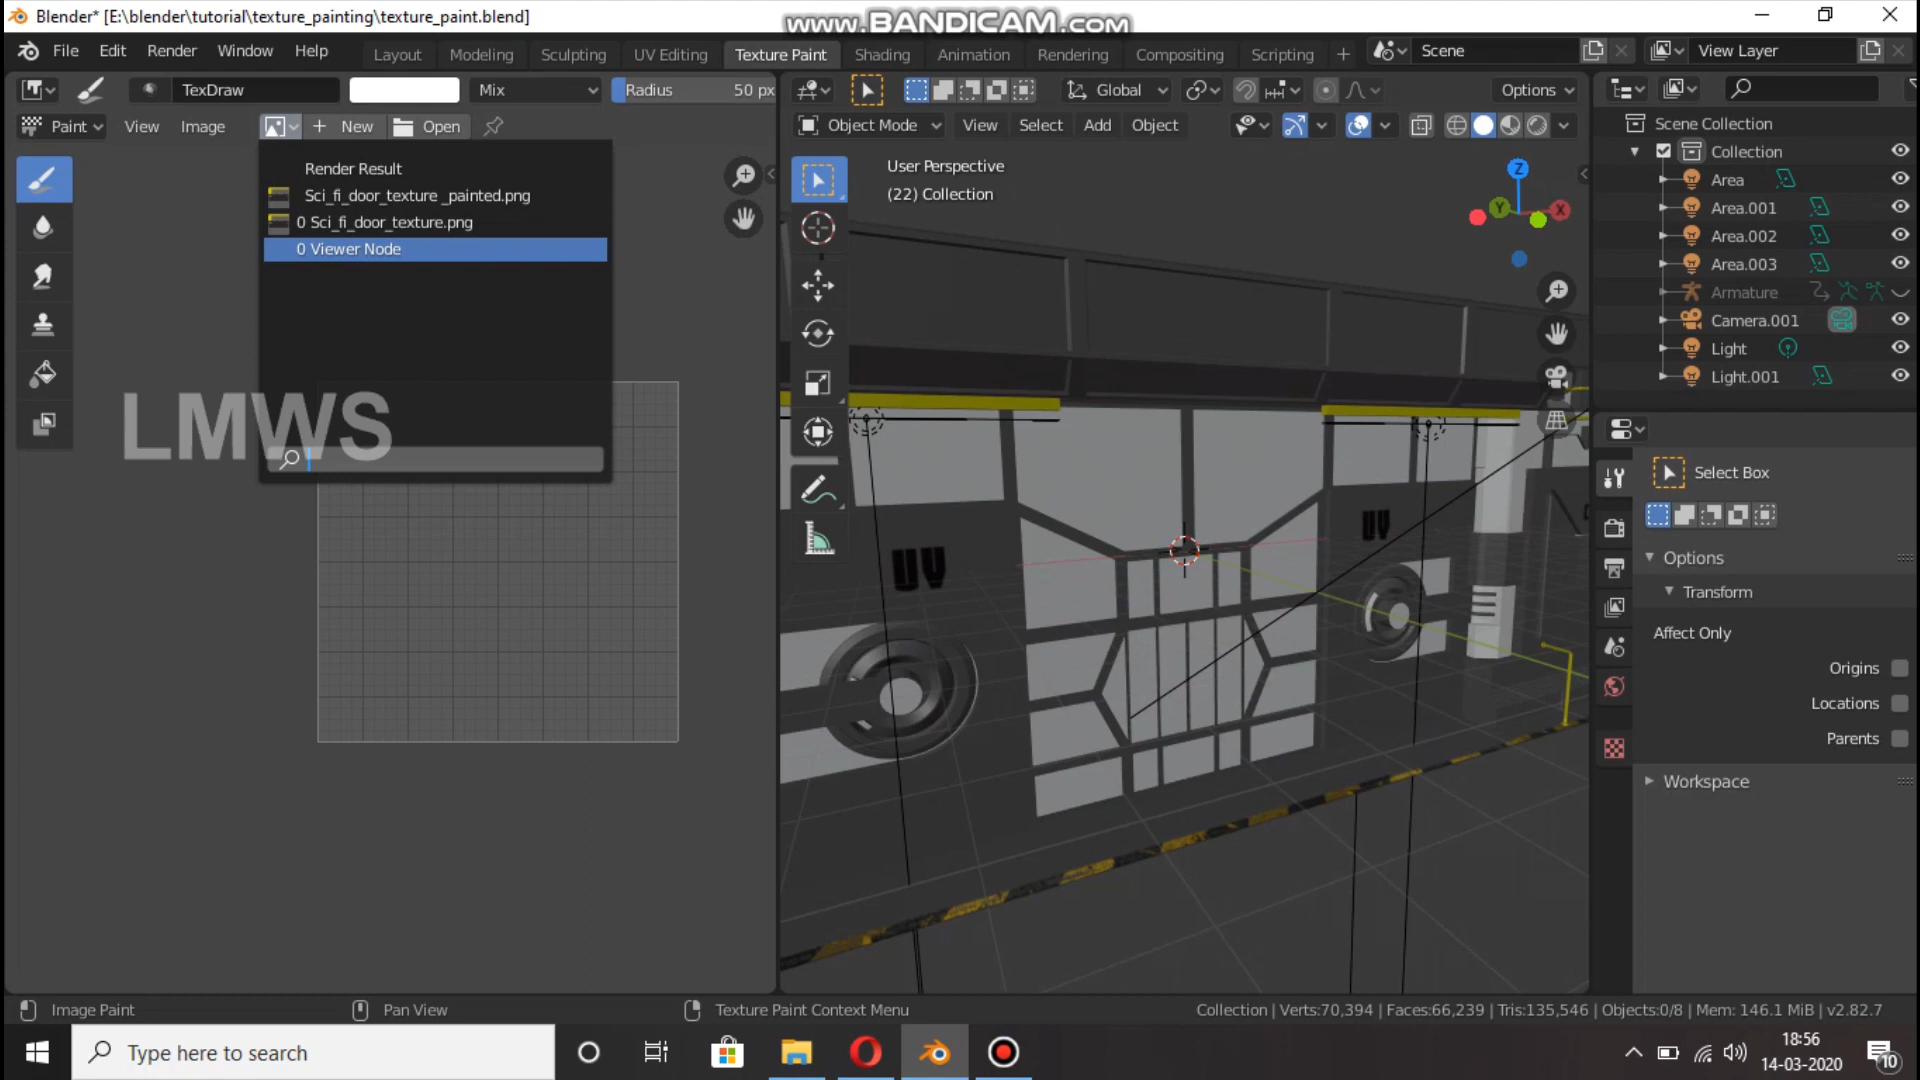 Blender* [E:\blender\tutorial\texture_painting\texture_paint.blend]
www.BANDICAM.com
File Edit Render Window Help
Layout Modeling Sculpting UV Editing Texture Paint Shading Animation Rendering Compositing Scripting +
Scene
View Layer
TexDraw Mix Radius 50 px
Global Options
Paint View Image New Open
Object Mode View Select Add Object
Render Result
Sci_fi_door_texture _painted.png
0 Sci_fi_door_texture.png
0 Viewer Node
LMWS
User Perspective
(22) Collection
Z
Y
X
UV
UV
Scene Collection
Collection
Area
Area.001
Area.002
Area.003
Armature
Camera.001
Light
Light.001
Select Box
Options
Transform
Affect Only
Origins
Locations
Parents
Workspace
Image Paint Pan View Texture Paint Context Menu
Collection | Verts:70,394 | Faces:66,239 | Tris:135,546 | Objects:0/8 | Mem: 146.1 MiB | v2.82.7
Type here to search
18:56
14-03-2020
10